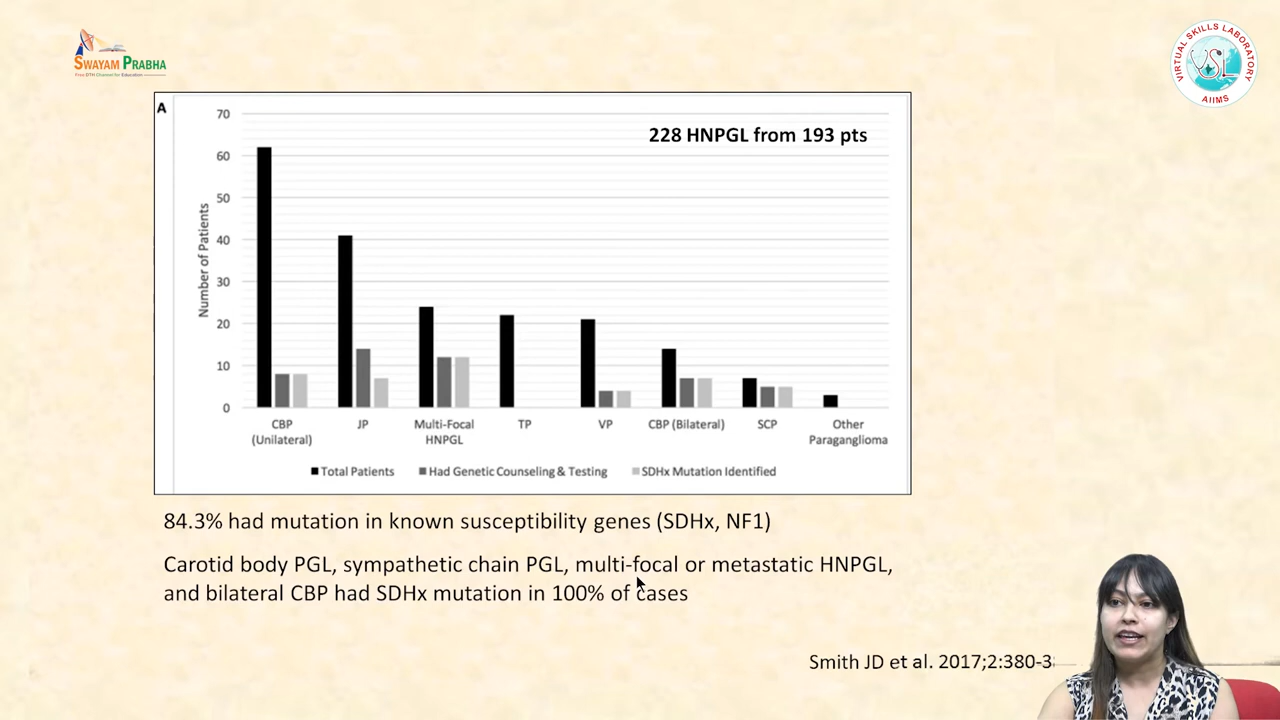 SWAYAM PRABHA
Free DTH Channel for Education
VIRTUAL SKILLS LABORATORY
VSL
AIIMS
A
228 HNPGL from 193 pts
Number of Patients
70
60
50
40
30
20
10
0
CBP
(Unilateral)
JP
Multi-Focal
HNPGL
TP
VP
CBP (Bilateral)
SCP
Other
Paraganglioma
Total Patients
Had Genetic Counseling & Testing
SDHx Mutation Identified
84.3% had mutation in known susceptibility genes (SDHx, NF1)
Carotid body PGL, sympathetic chain PGL, multi-focal or metastatic HNPGL,
and bilateral CBP had SDHx mutation in 100% of cases
Smith JD et al. 2017;2:380-3